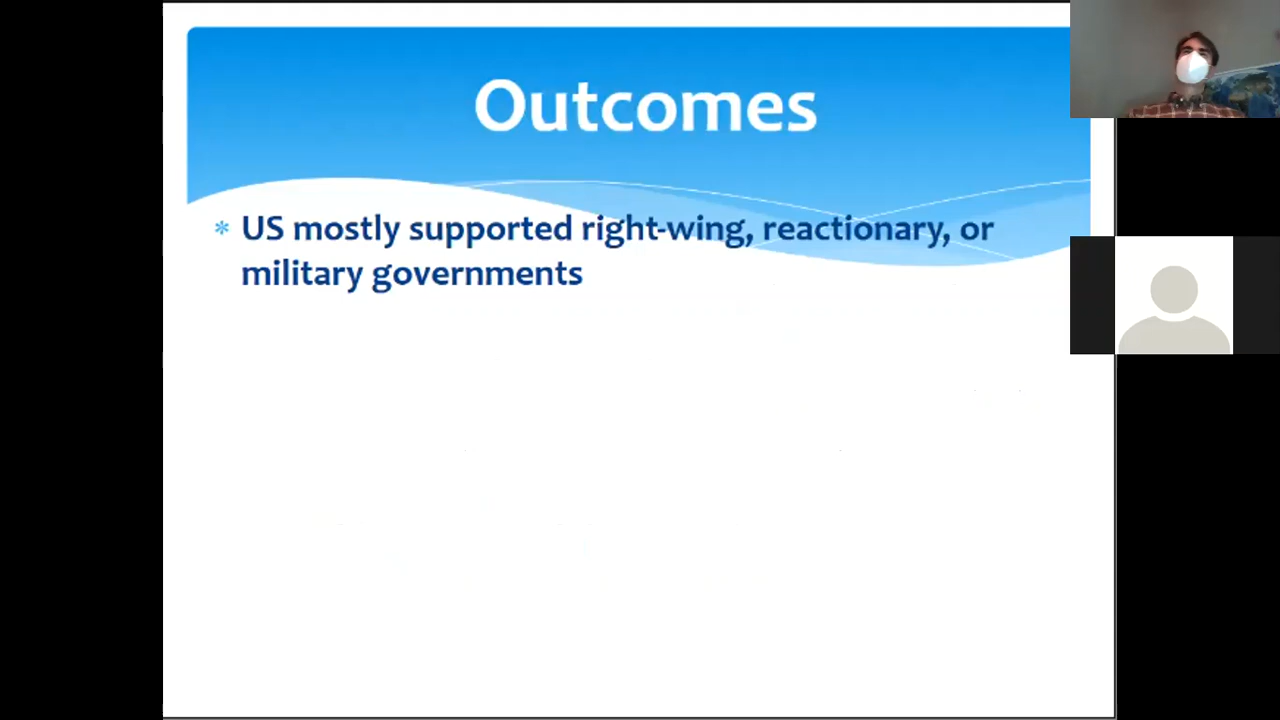 Outcomes
* US mostly supported right-wing, reactionary, or
military governments